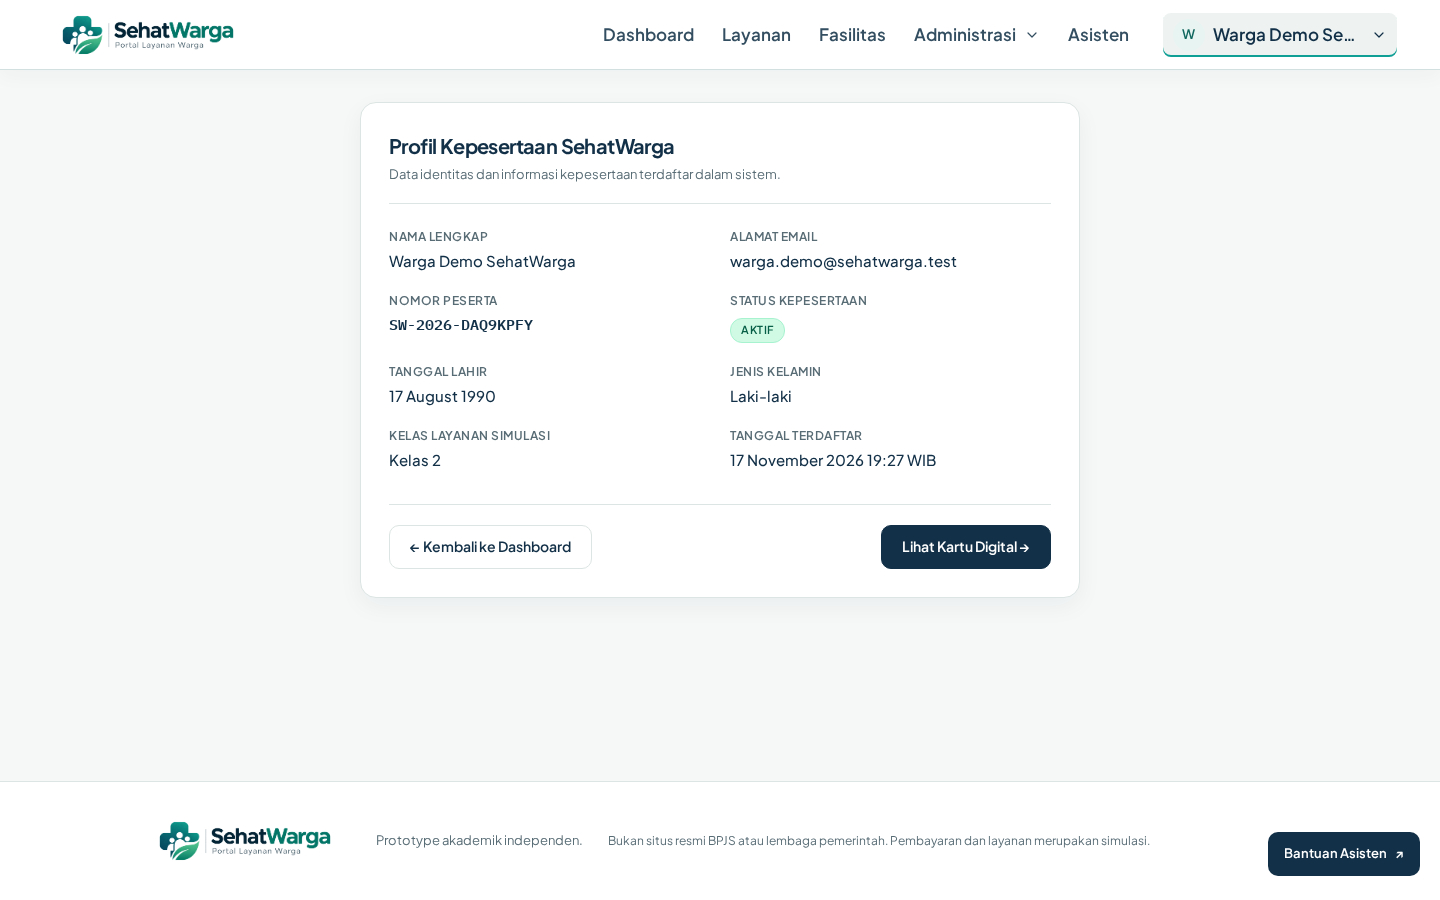 SehatWarga
Portal Layanan Warga
Dashboard
Layanan
Fasilitas
Administrasi
Asisten
W
Warga Demo Se...
Profil Kepesertaan SehatWarga
Data identitas dan informasi kepesertaan terdaftar dalam sistem.
NAMA LENGKAP
Warga Demo SehatWarga
ALAMAT EMAIL
warga.demo@sehatwarga.test
NOMOR PESERTA
SW-2026-DAQ9KPFY
STATUS KEPESERTAAN
AKTIF
TANGGAL LAHIR
17 August 1990
JENIS KELAMIN
Laki-laki
KELAS LAYANAN SIMULASI
Kelas 2
TANGGAL TERDAFTAR
17 November 2026 19:27 WIB
← Kembali ke Dashboard
Lihat Kartu Digital →
SehatWarga
Portal Layanan Warga
Prototype akademik independen.
Bukan situs resmi BPJS atau lembaga pemerintah. Pembayaran dan layanan merupakan simulasi.
Bantuan Asisten ↗